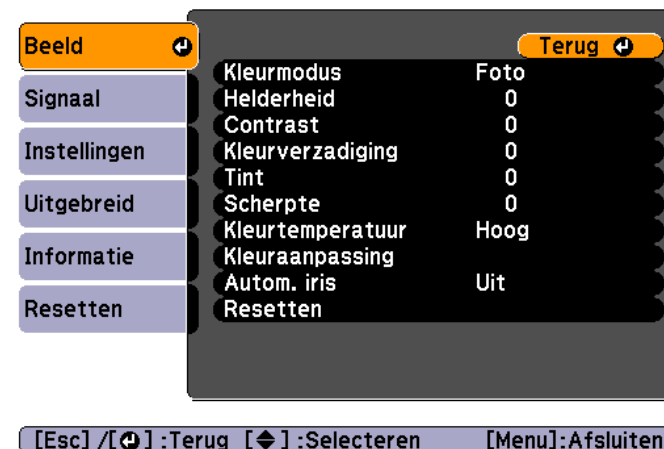 Beeld
Signaal
Instellingen
Uitgebreid
Informatie
Resetten
Terug
Kleurmodus Foto
Helderheid 0
Contrast 0
Kleurverzadiging 0
Tint 0
Scherpte 0
Kleurtemperatuur Hoog
Kleuraanpassing
Autom. iris Uit
Resetten
[Esc] /[ ] :Terug [ ] :Selecteren [Menu]:Afsluiten